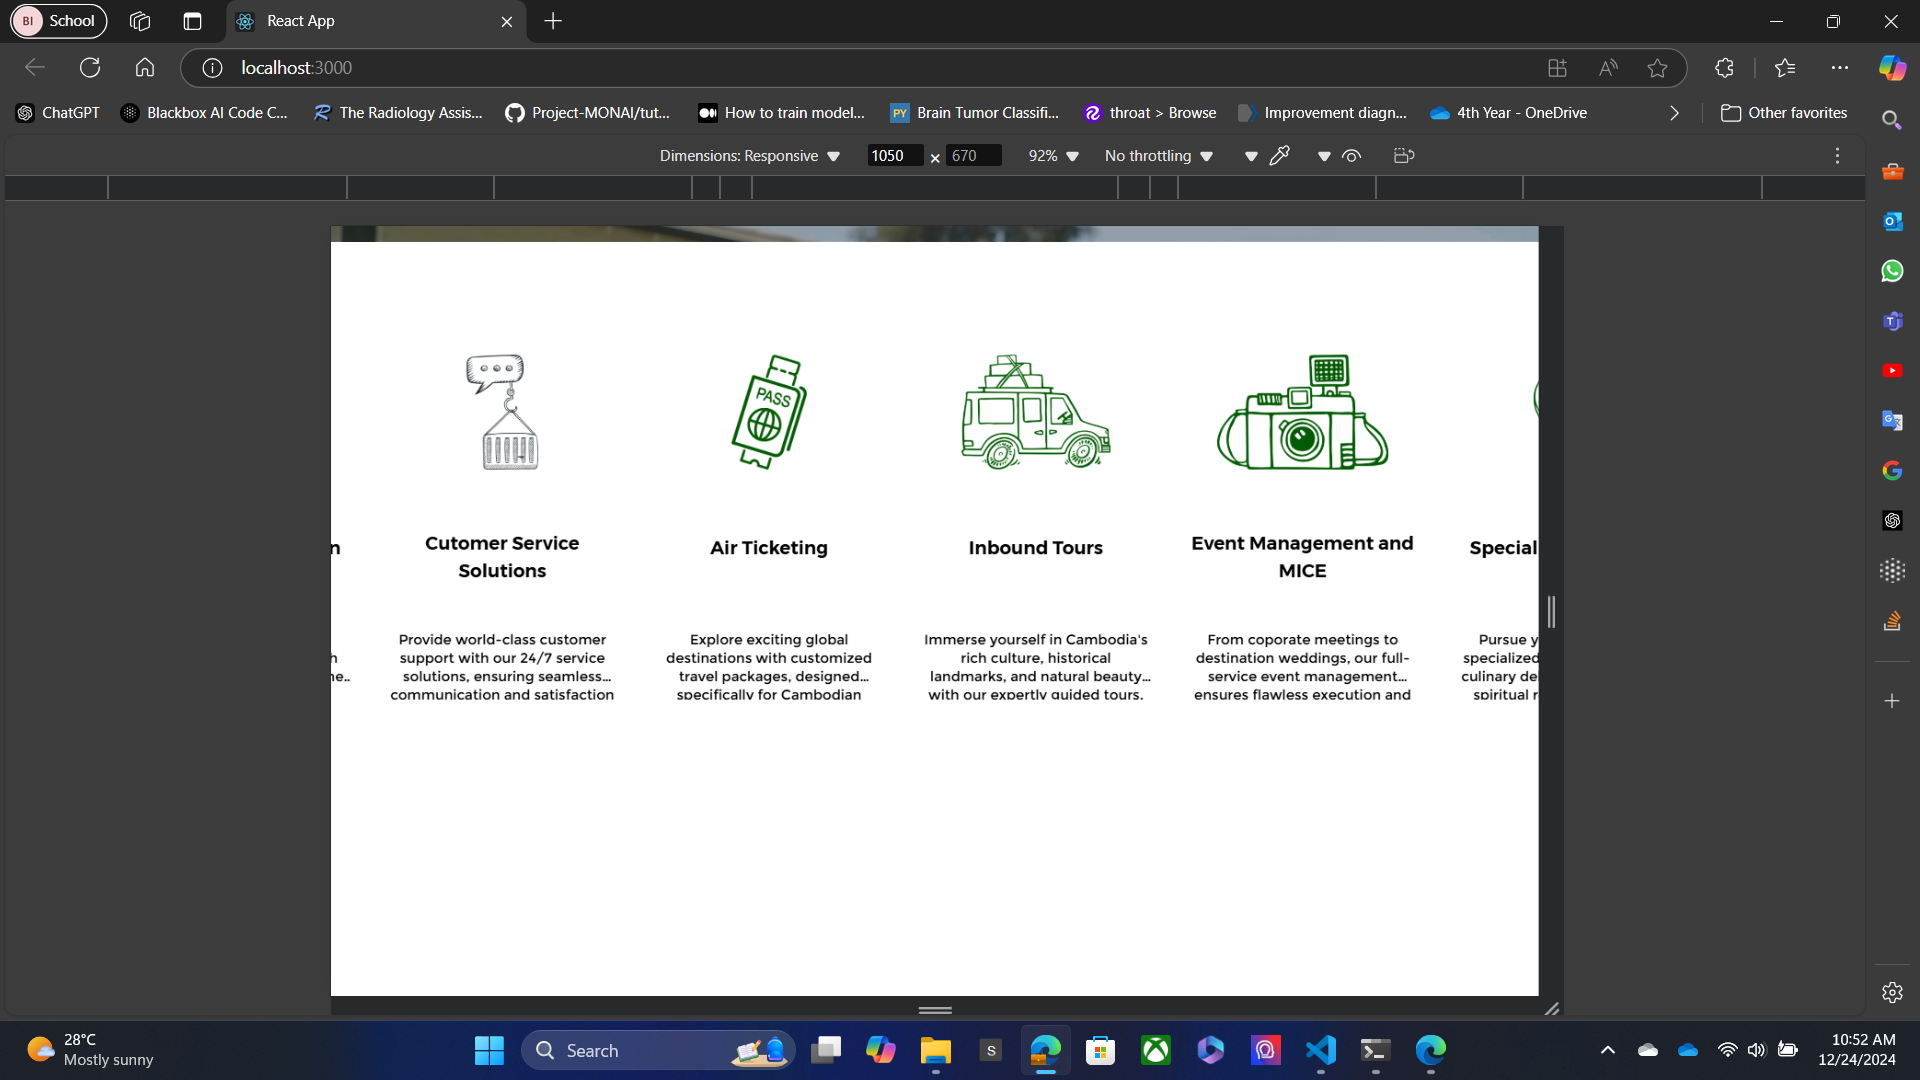 BI School
React App
localhost:3000
ChatGPT
Blackbox AI Code C...
The Radiology Assis...
Project-MONAI/tut...
How to train model...
PY Brain Tumor Classifi...
throat > Browse
Improvement diagn...
4th Year - OneDrive
Other favorites
Dimensions: Responsive
1050 × 670
92%
No throttling
PASS
n
Cutomer Service
Solutions
Air Ticketing
Inbound Tours
Event Management and
MICE
Special
h
ne..
Provide world-class customer
support with our 24/7 service
solutions, ensuring seamless...
communication and satisfaction
Explore exciting global
destinations with customized
travel packages, designed...
specifically for Cambodian
Immerse yourself in Cambodia's
rich culture, historical
landmarks, and natural beauty...
with our expertly guided tours.
From coporate meetings to
destination weddings, our full-
service event management...
ensures flawless execution and
Pursue y
specialized
culinary de
spiritual r
28°C
Mostly sunny
Search
S
10:52 AM
12/24/2024